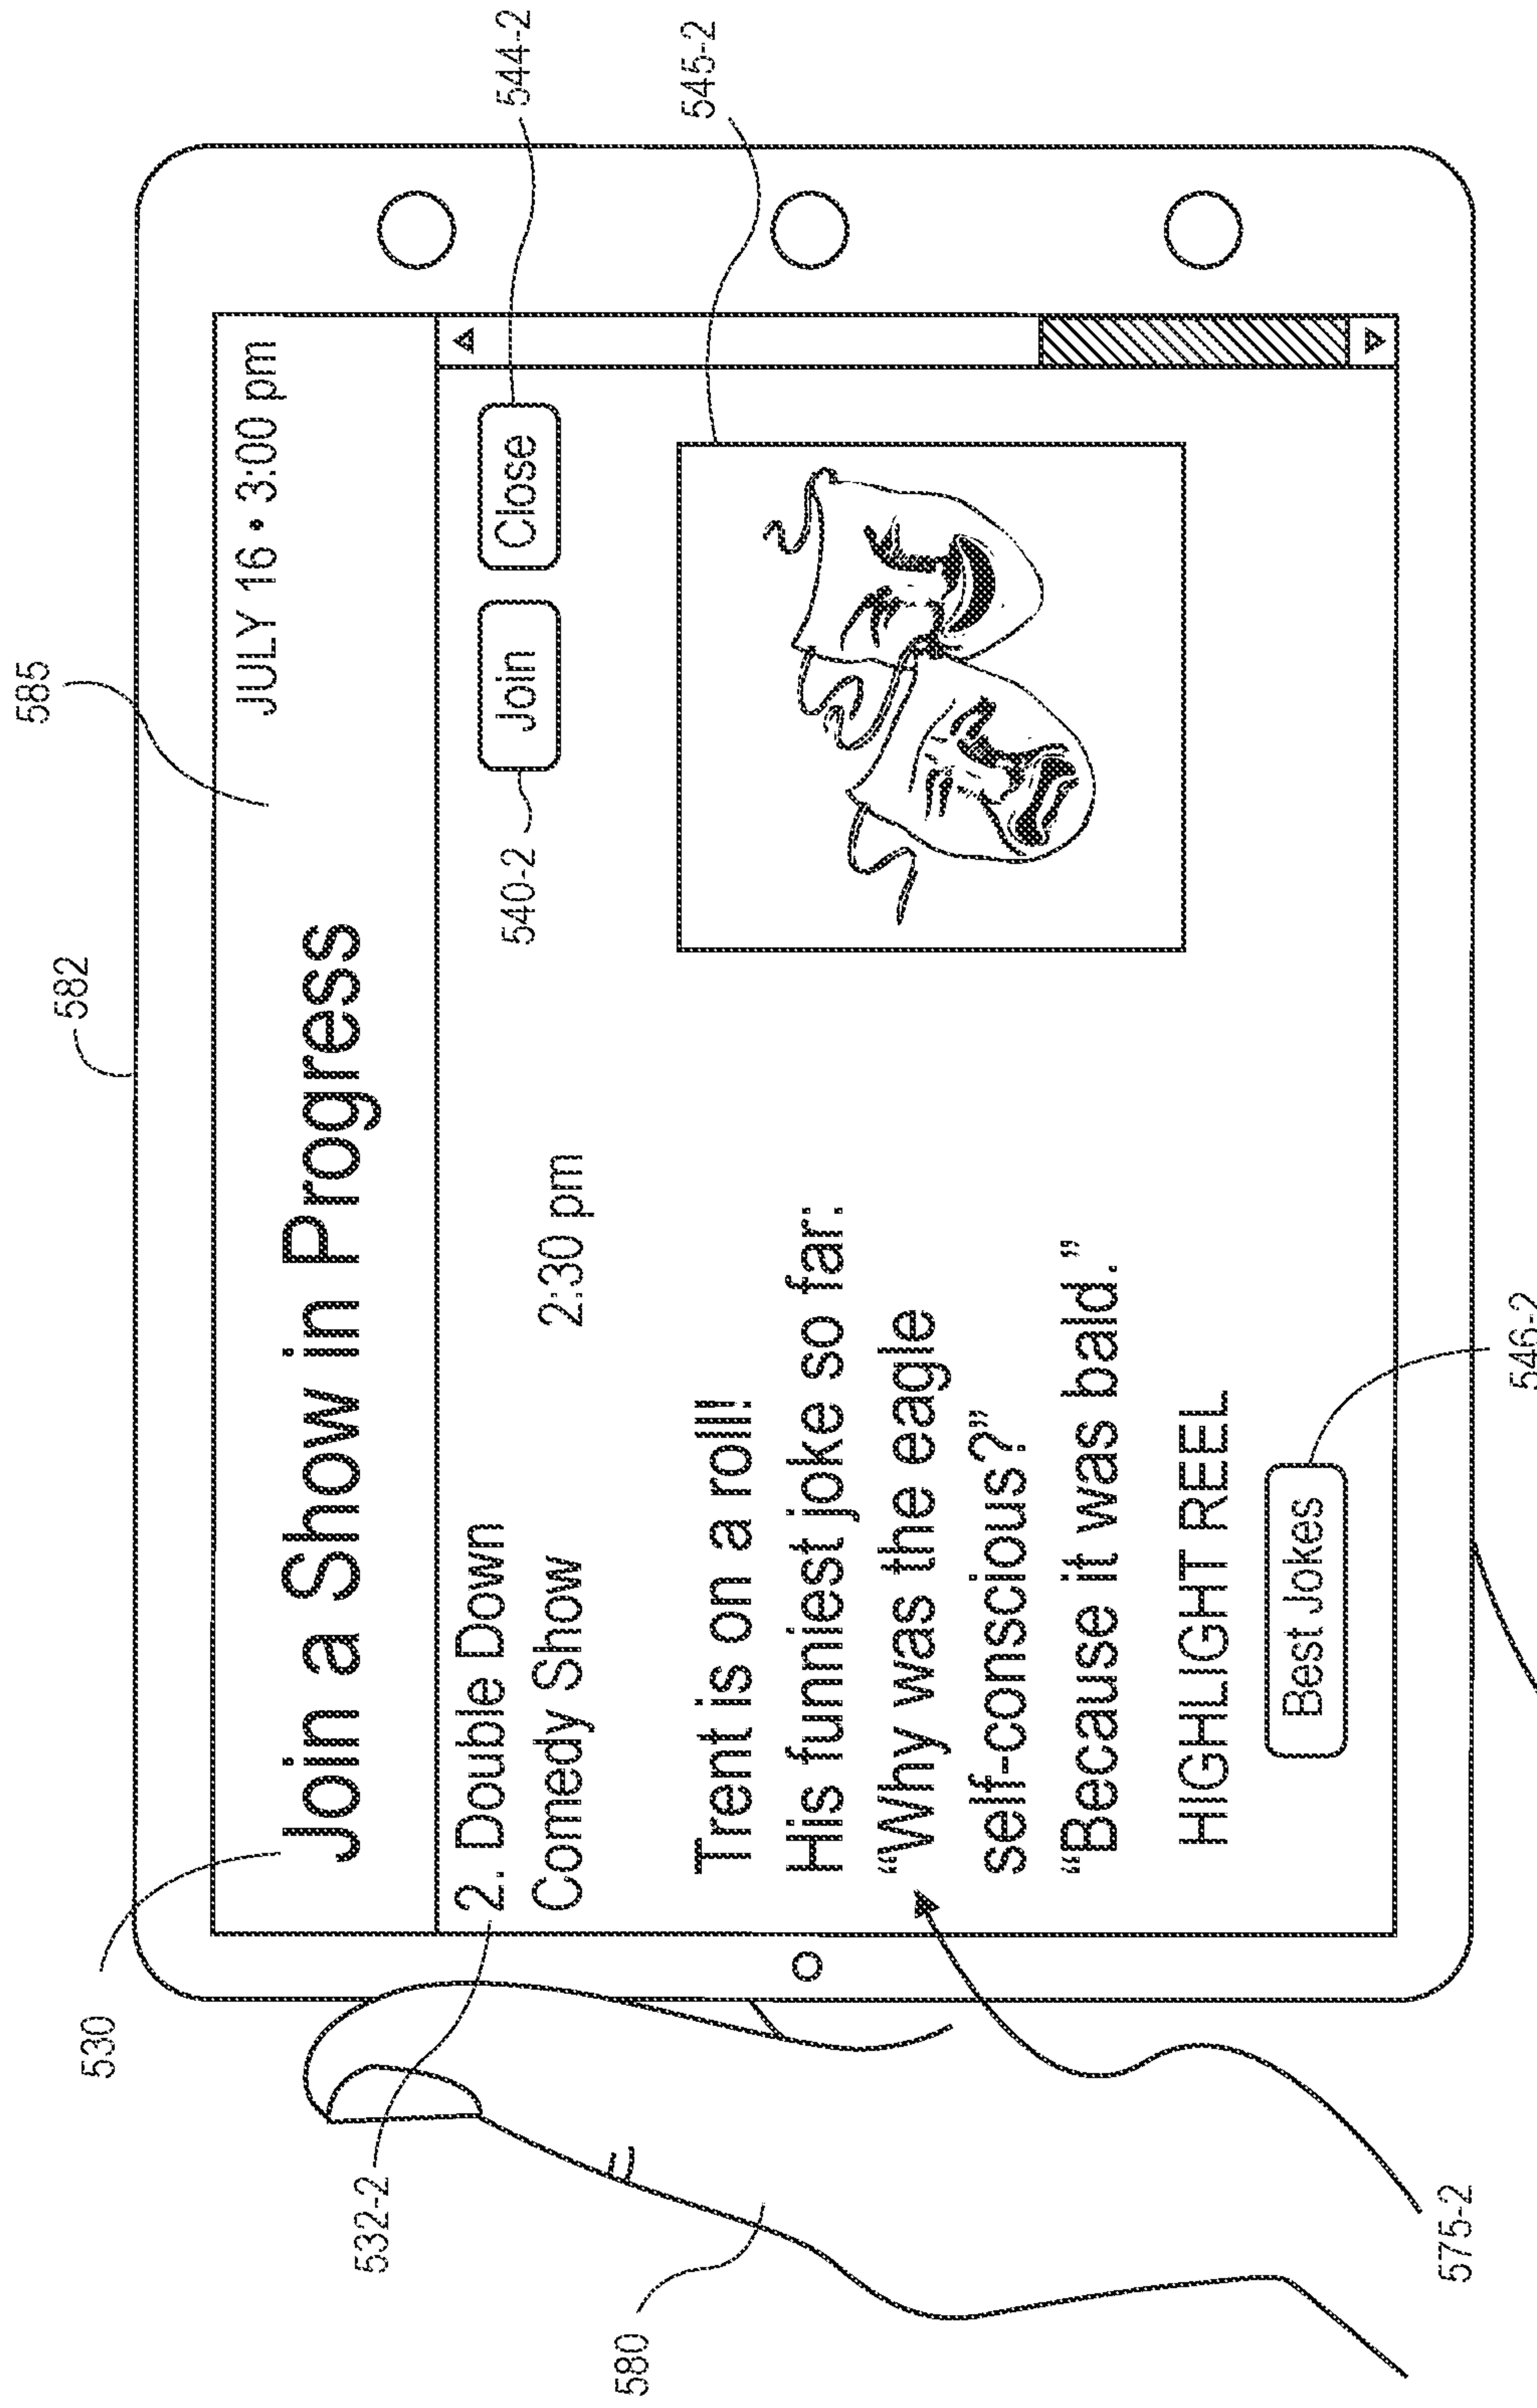 582
585
530
Join a Show in Progress
JULY 16 • 3:00 pm
544-2
532-2
2. Double Down
Comedy Show
2:30 pm
540-2
Join
Close
545-2
580
Trent is on a roll!
His funniest joke so far:
“Why was the eagle
self-conscious?”
“Because it was bald.”
HIGHLIGHT REEL
Best Jokes
575-2
546-2